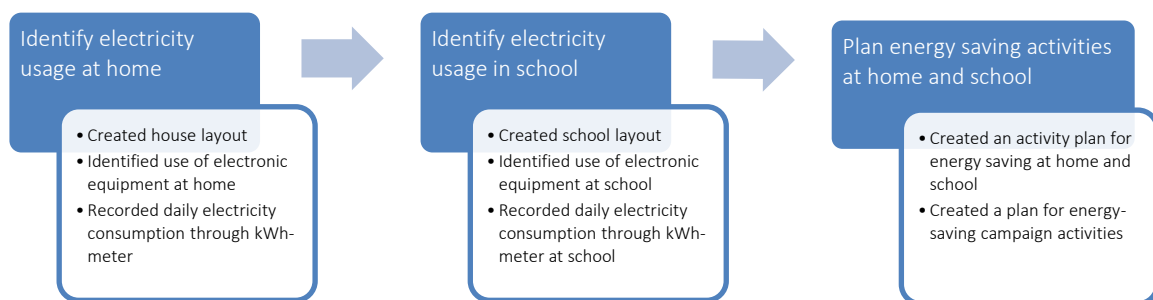 Identify electricity
usage at home
• Created house layout
• Identified use of electronic
equipment at home
• Recorded daily electricity
consumption through kWh-
meter
Identify electricity
usage in school
• Created school layout
• Identified use of electronic
equipment at school
• Recorded daily electricity
consumption through kWh-
meter at school
Plan energy saving activities
at home and school
• Created an activity plan for
energy saving at home and
school
• Created a plan for energy-
saving campaign activities